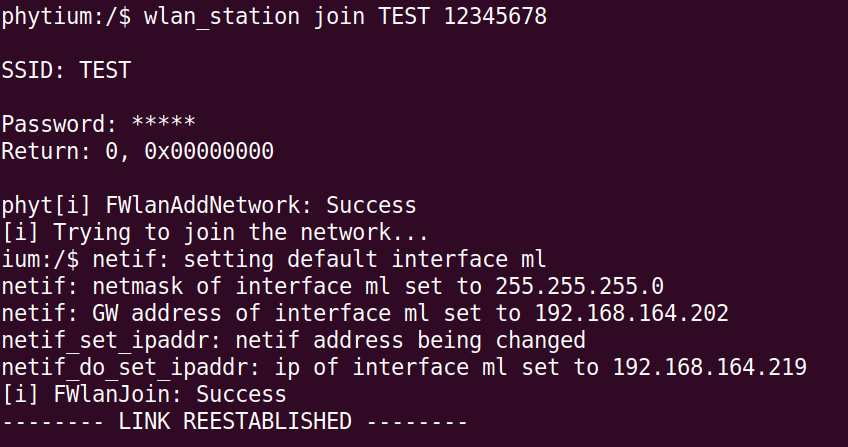 phytium:/$ wlan_station join TEST 12345678
SSID: TEST
Password: *****
Return: 0, 0x00000000
phyt[i] FWlanAddNetwork: Success
[i] Trying to join the network...
ium:/$ netif: setting default interface ml
netif: netmask of interface ml set to 255.255.255.0
netif: GW address of interface ml set to 192.168.164.202
netif_set_ipaddr: netif address being changed
netif_do_set_ipaddr: ip of interface ml set to 192.168.164.219
[i] FWlanJoin: Success
-------- LINK REESTABLISHED --------